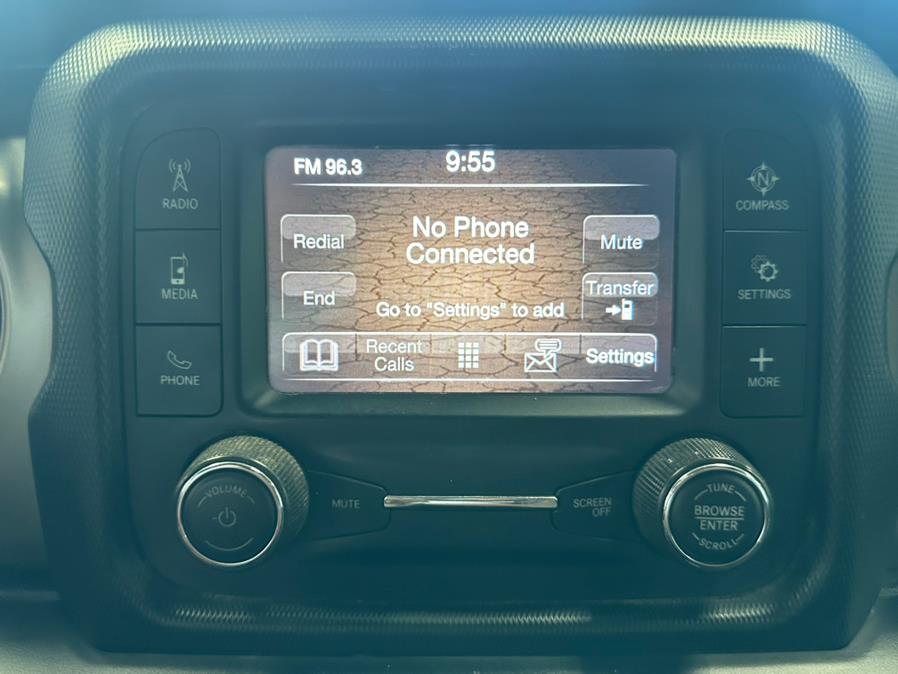 FM 96.3
9:55
RADIO
MEDIA
PHONE
Redial
End
No Phone
Connected
Go to "Settings" to add
Mute
Transfer
Recent
Calls
Settings
N
COMPASS
SETTINGS
MORE
VOLUME
MUTE
SCREEN
OFF
TUNE
BROWSE
ENTER
SCROLL